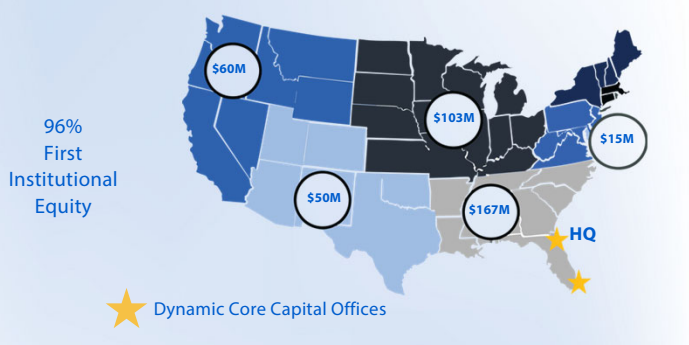 $60M
$103M
$15M
96%
First
Institutional
Equity
$50M
$167M
HQ
Dynamic Core Capital Offices